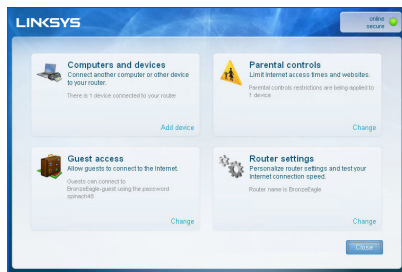 LINKSYS
online
secure
Computers and devices
Connect another computer or other device
to your router.
There is 1 device connected to your router
Add device
Parental controls
Limit Internet access times and websites.
Parental controls restrictions are being applied to
1 device
Change
Guest access
Allow guests to connect to the Internet.
Guests can connect to
BronzeEagle-guest using the password
spinach48
Change
Router settings
Personalize router settings and test your
Internet connection speed.
Router name is BronzeEagle
Change
Close